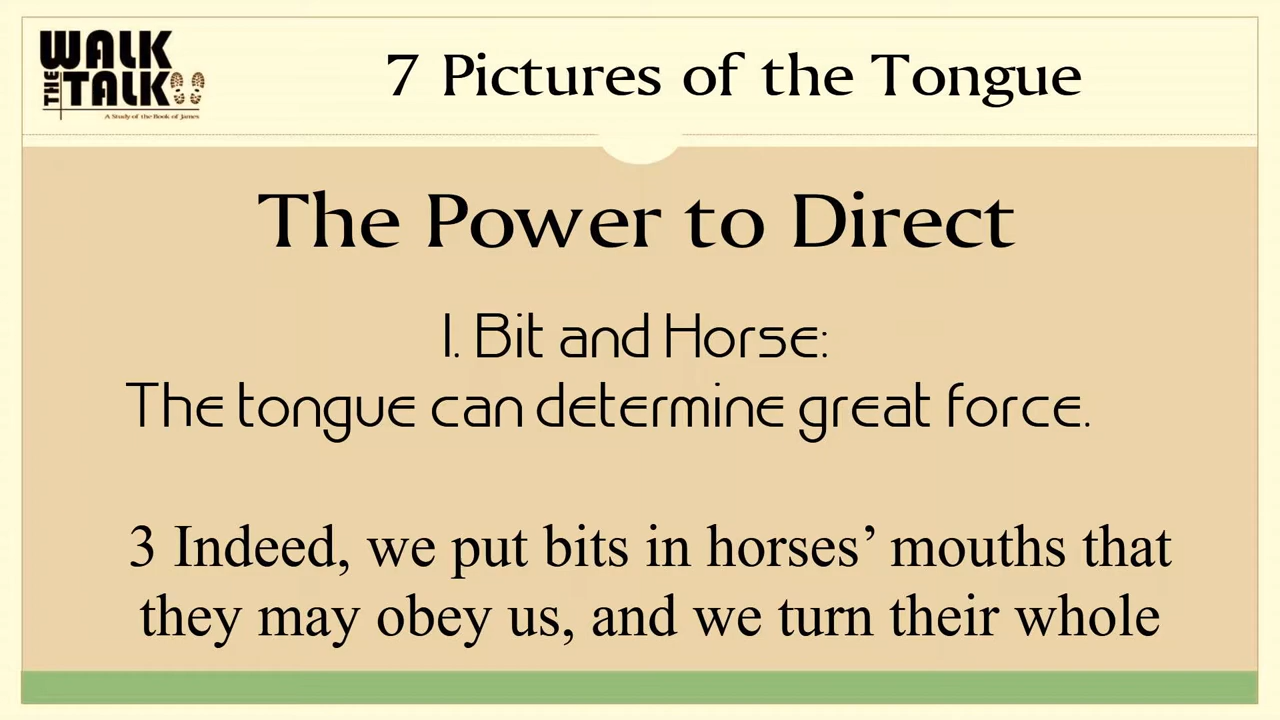 WALK
THE TALK
A Study of the Book of James
7 Pictures of the Tongue
The Power to Direct
1. Bit and Horse:
The tongue can determine great force.
3 Indeed, we put bits in horses’ mouths that
they may obey us, and we turn their whole